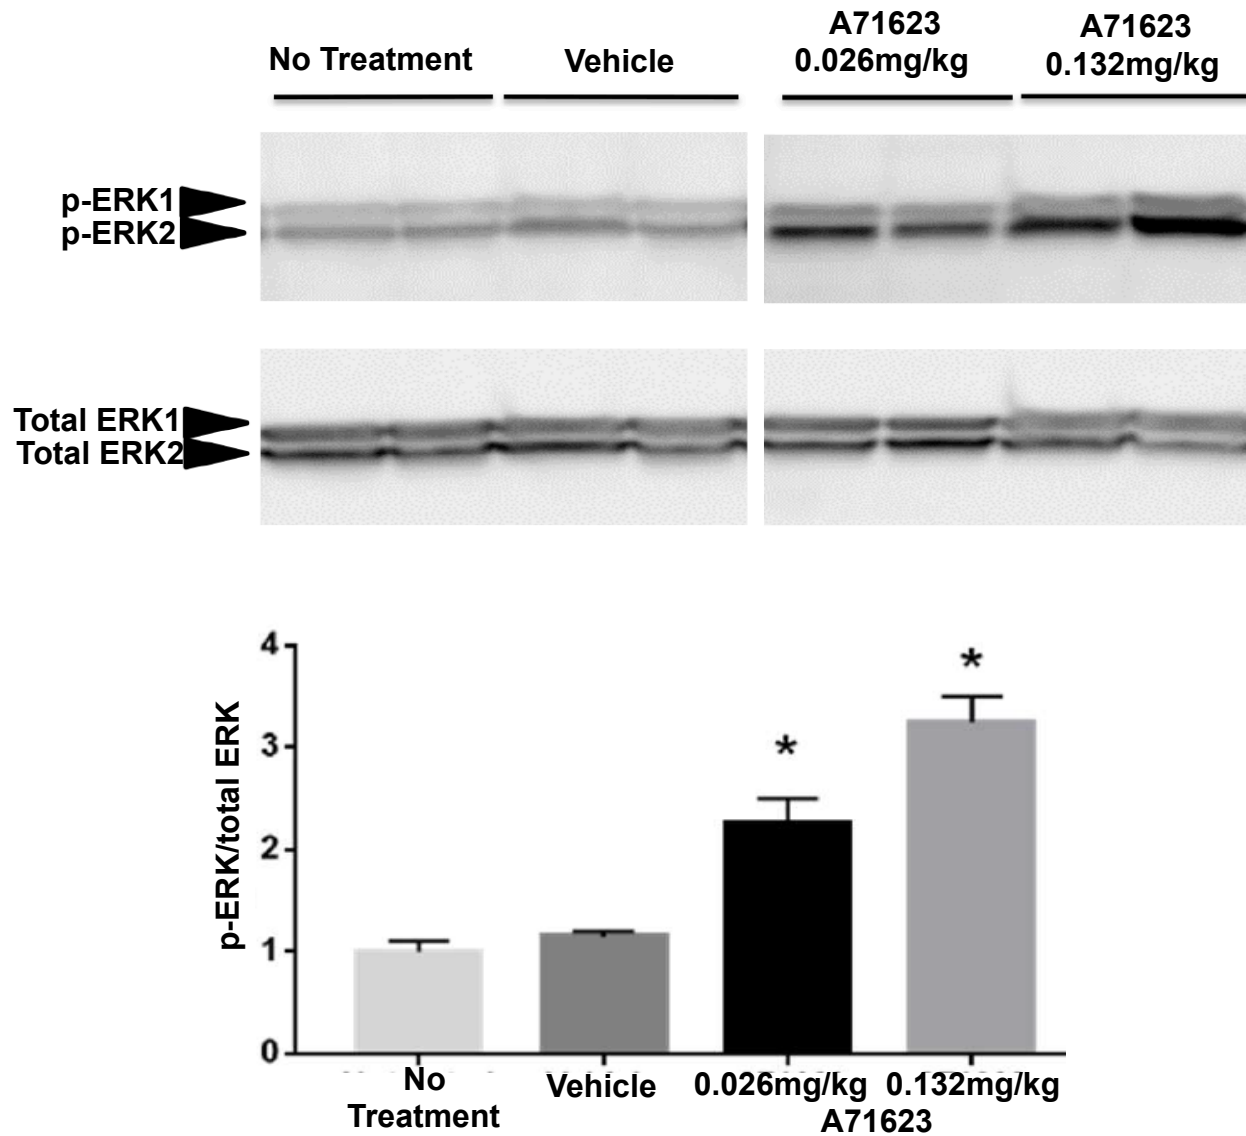 No Treatment
Vehicle
A71623
0.026mg/kg
A71623
0.132mg/kg
p-ERK1
p-ERK2
Total ERK1
Total ERK2
p-ERK/total ERK
4
3
2
1
0
*
*
No
Treatment
Vehicle
0.026mg/kg 0.132mg/kg
A71623